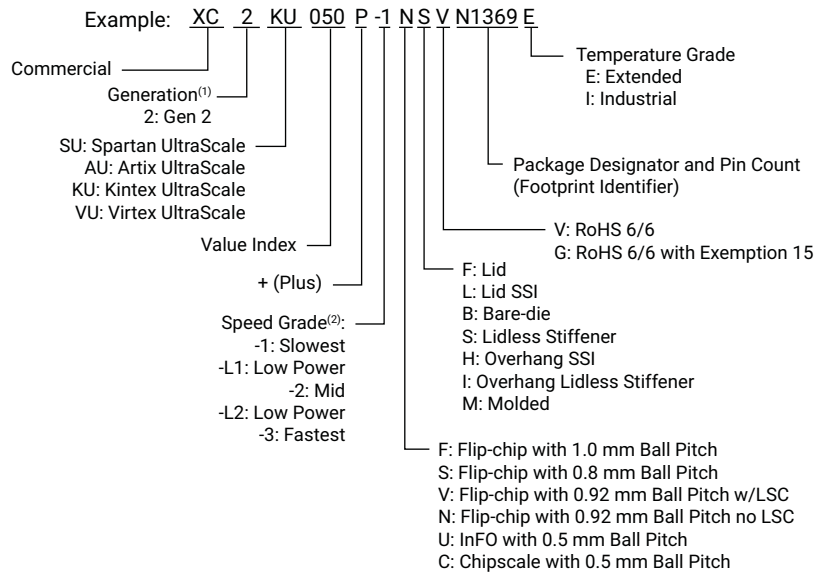 Example: XC 2 KU 050 P -1 N S V N1369 E
Commercial
Generation(1)
2: Gen 2
SU: Spartan UltraScale
AU: Artix UltraScale
KU: Kintex UltraScale
VU: Virtex UltraScale
Value Index
+ (Plus)
Speed Grade(2):
-1: Slowest
-L1: Low Power
-2: Mid
-L2: Low Power
-3: Fastest
Temperature Grade
E: Extended
I: Industrial
Package Designator and Pin Count
(Footprint Identifier)
V: RoHS 6/6
G: RoHS 6/6 with Exemption 15
F: Lid
L: Lid SSI
B: Bare-die
S: Lidless Stiffener
H: Overhang SSI
I: Overhang Lidless Stiffener
M: Molded
F: Flip-chip with 1.0 mm Ball Pitch
S: Flip-chip with 0.8 mm Ball Pitch
V: Flip-chip with 0.92 mm Ball Pitch w/LSC
N: Flip-chip with 0.92 mm Ball Pitch no LSC
U: InFO with 0.5 mm Ball Pitch
C: Chipscale with 0.5 mm Ball Pitch